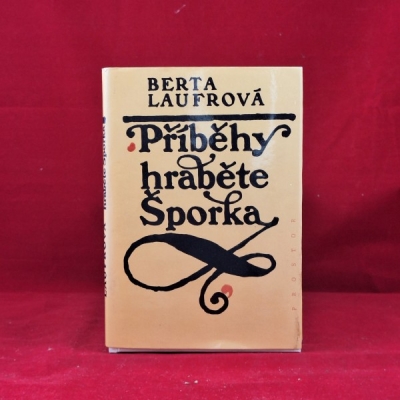 BERTA
LAUFROVÁ
Příběhy
hraběte
Šporka